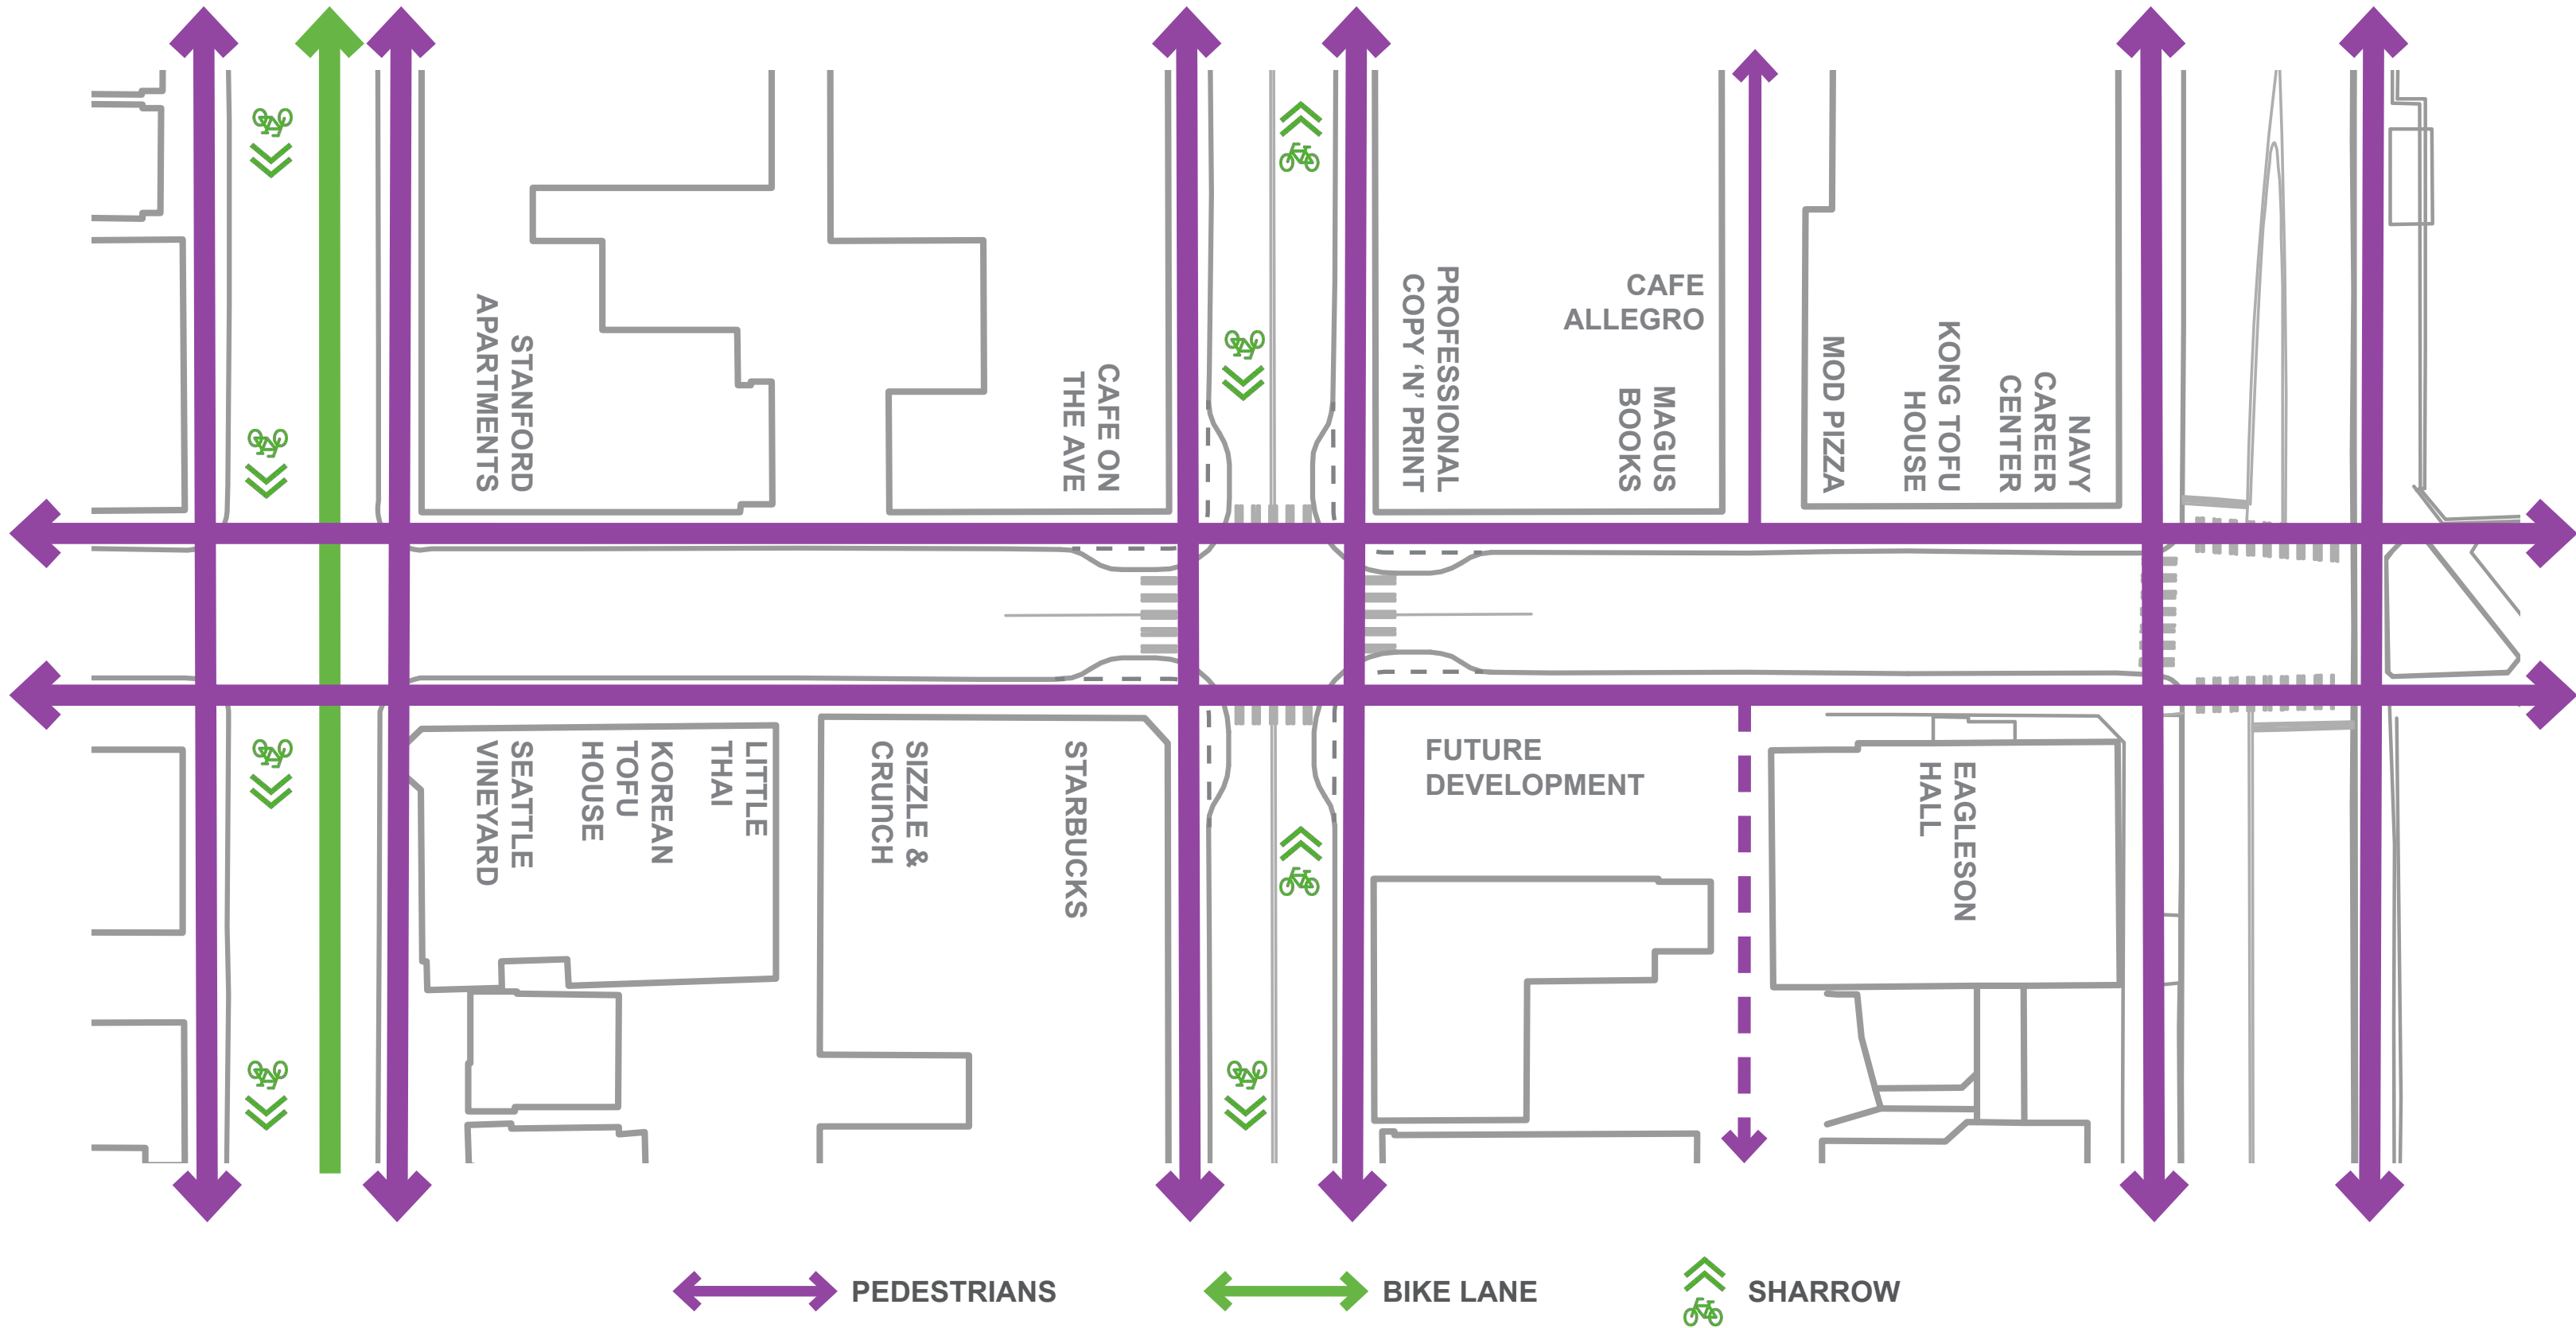 STANFORD
APARTMENTS
CAFE ON
THE AVE
PROFESSIONAL
COPY ‘N’ PRINT
CAFE
ALLEGRO
MAGUS
BOOKS
MOD PIZZA
KONG TOFU
HOUSE
NAVY
CAREER
CENTER
SEATTLE
VINEYARD
KOREAN
TOFU
HOUSE
LITTLE
THAI
SIZZLE &
CRUnCH
STARBUCKS
FUTURE
DEVELOPMENT
EAGLESON
HALL
PEDESTRIANS
BIKE LANE
SHARROW